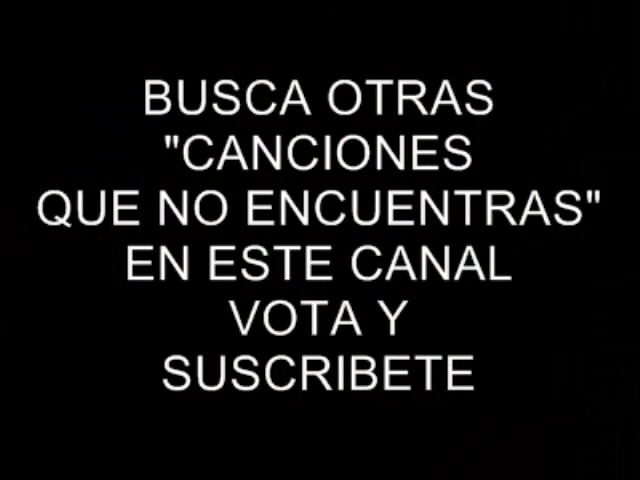 BUSCA OTRAS
"CANCIONES
QUE NO ENCUENTRAS"
EN ESTE CANAL
VOTA Y
SUSCRIBETE